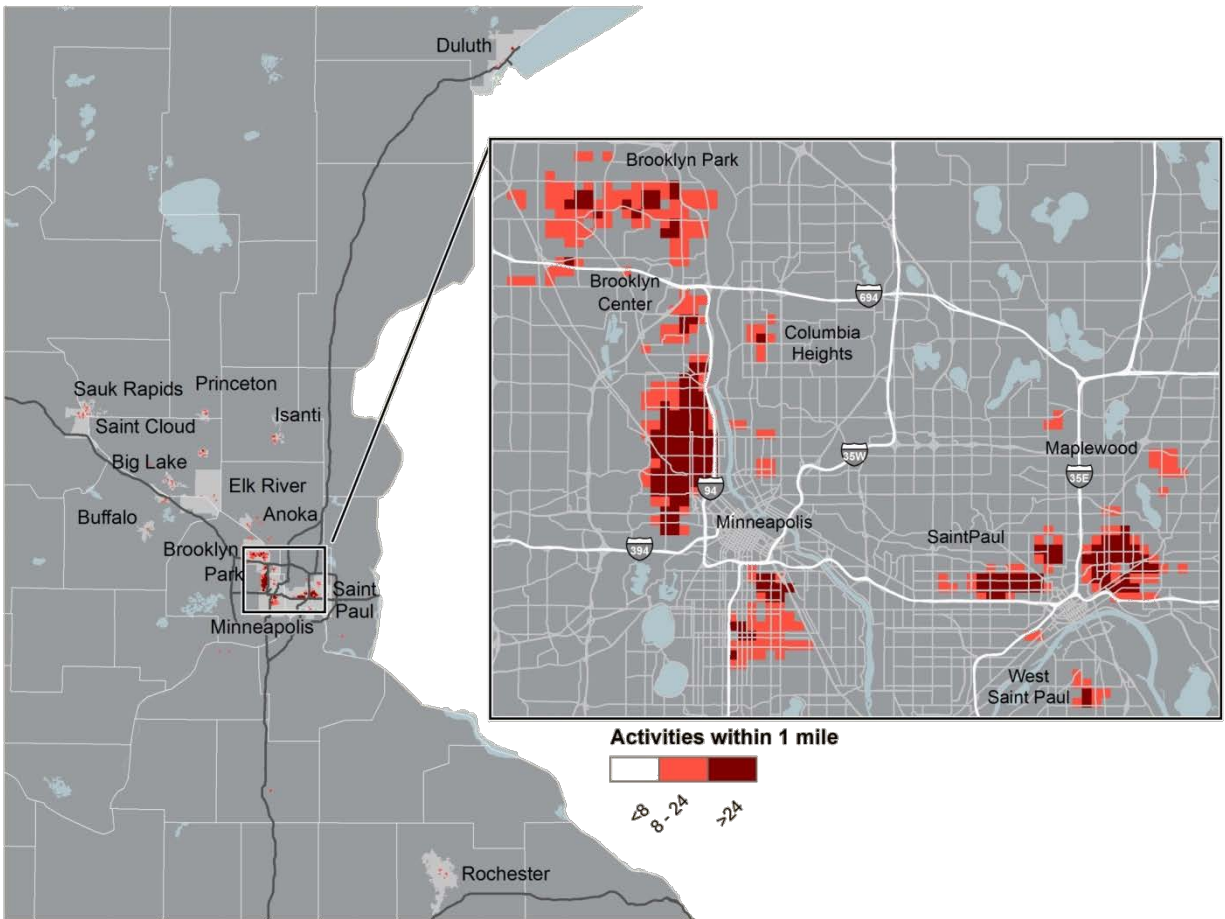 Duluth
Sauk Rapids
Princeton
Isanti
Saint Cloud
Big Lake
Elk River
Buffalo
Anoka
Brooklyn
Park
Saint
Paul
Minneapolis
Rochester
Brooklyn Park
Brooklyn
Center
694
Columbia
Heights
35W
Maplewood
35E
94
Minneapolis
394
SaintPaul
West
Saint Paul
Activities within 1 mile
<8
8 - 24
>24